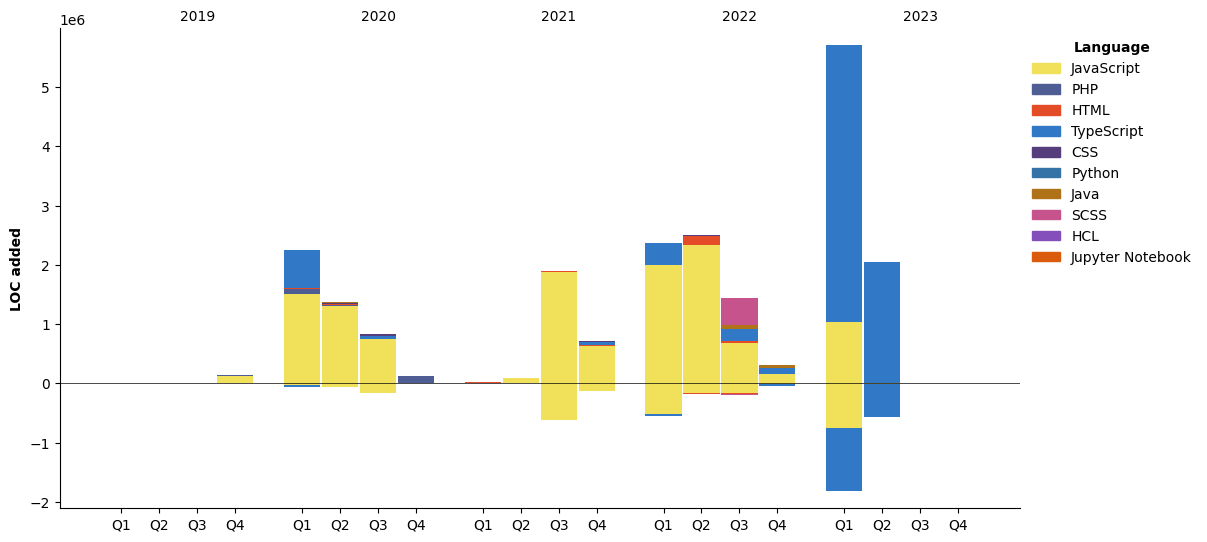 1e6
2019 2020 2021 2022 2023
Language
JavaScript
PHP
HTML
TypeScript
CSS
Python
Java
SCSS
HCL
Jupyter Notebook
LOC added
5
4
3
2
1
0
−1
−2
Q1 Q2 Q3 Q4 Q1 Q2 Q3 Q4 Q1 Q2 Q3 Q4 Q1 Q2 Q3 Q4 Q1 Q2 Q3 Q4